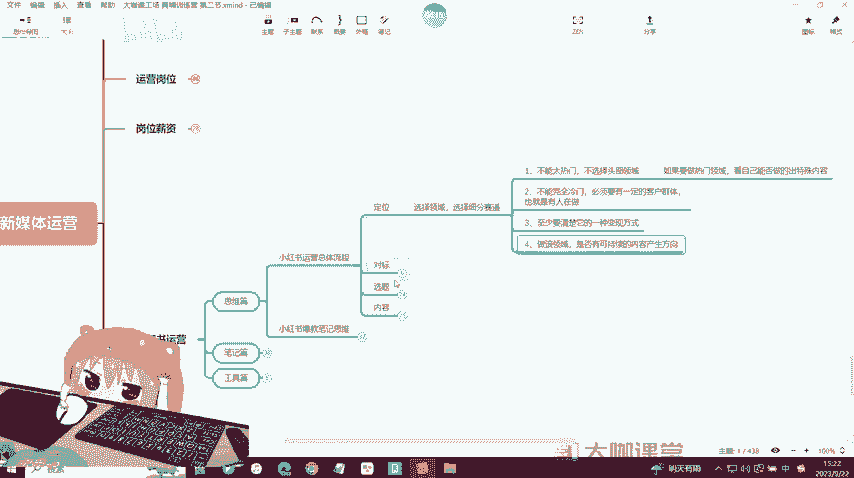 文件 编辑 插入 查看 帮助
大咖课工场 网销训练营 第二节.xmind - 已编辑
主题 子主题 联系 概要 外框 笔记
ZEN
分享
图标 格式
运营岗位
岗位薪资
新媒体运营
书运营
思维篇
笔记篇
工具篇
小红书运营总体流程
小红书爆款笔记思维
定位
选择领域，选择细分赛道
对标
选题
内容
1、不能太热门，不选择头部领域
如果要做热门领域，看自己能否做的出特殊内容
2、不能完全冷门，必须要有一定的客户群体，
也就是有人在做
3、至少要清楚它的一种变现方式
4、做该领域，是否有可持续的内容产生方向
大咖课堂
主题: 1 / 438
100%
搜索
中
15:22
2023/9/22